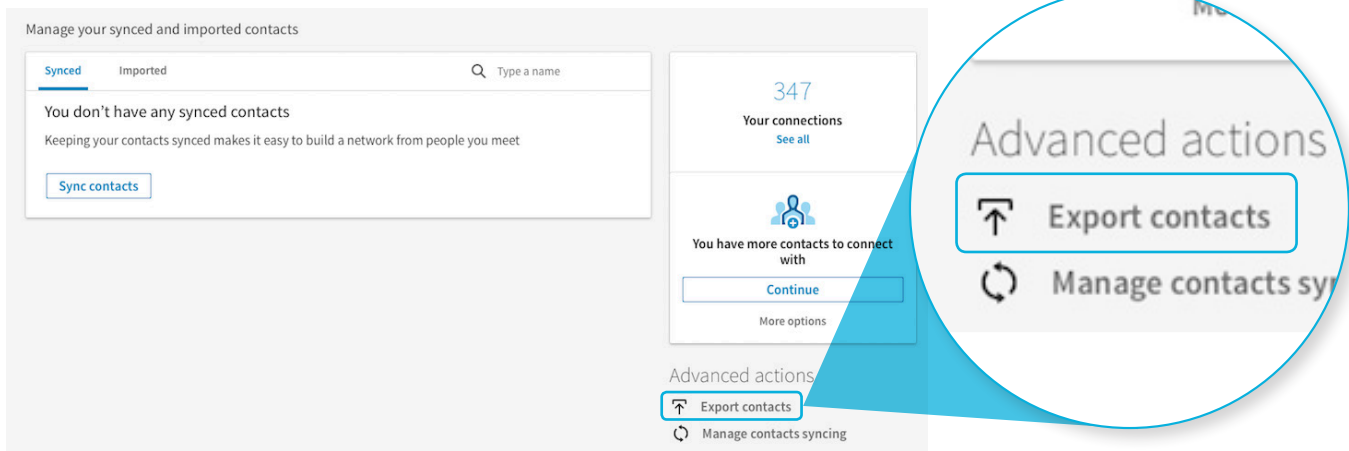 Manage your synced and imported contacts
Synced Imported
Type a name
You don't have any synced contacts
Keeping your contacts synced makes it easy to build a network from people you meet
Sync contacts
347
Your connections
See all
You have more contacts to connect
with
Continue
More options
Advanced actions
Export contacts
Manage contacts syncing
Advanced actions
Export contacts
Manage contacts syn